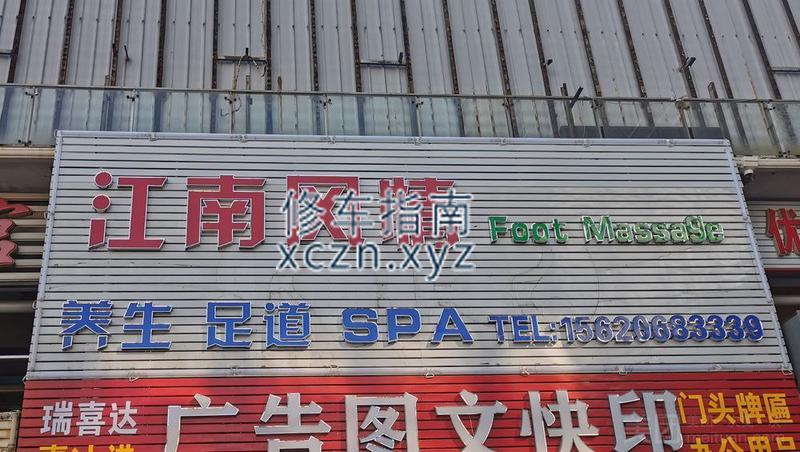 江南风情 Foot Massage
修车指南
xczn.xyz
养生 足道 SPA TEL:15620683339
瑞喜达 广告图文快印 门头牌匾